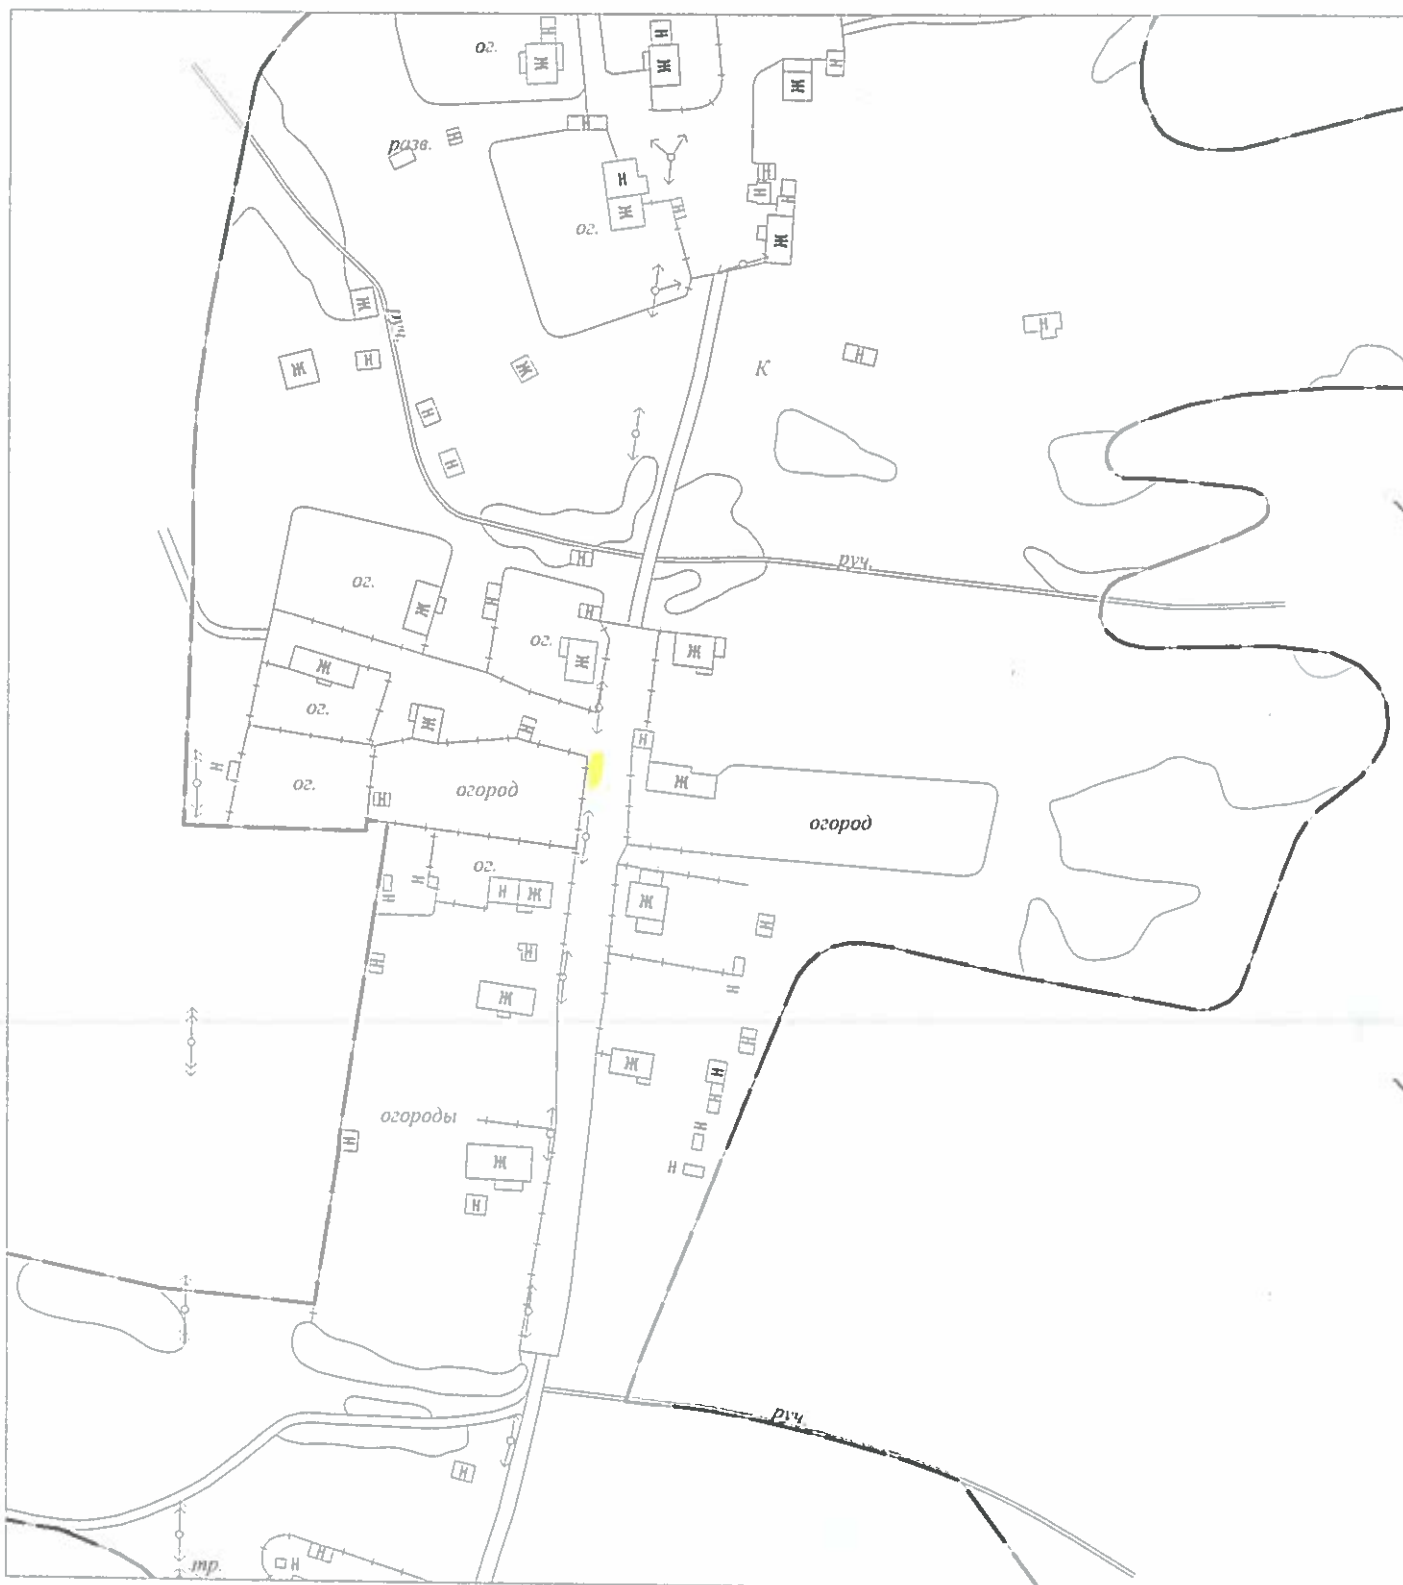 ог.
Н
Ж
Н
Ж
Н
Ж
разв.
Н
Н
Н
Ж
ог.
Н
Н
Н
Н
Ж
Ж
руч.
Ж
Н
Ж
К
Н
Н
Н
Н
Н
руч.
ог.
Ж
Н
Н
ог.
Ж
Ж
Ж
ог.
Ж
Н
Н
Н
ог.
Н
огород
Ж
огород
ог.
Н
Н
Н
Ж
Ж
Н
Н
Н
Н
Ж
Ж
Н
Н
Н
Н
Н
огороды
Н
Ж
Н
руч.
Н
тр.
Н
Н